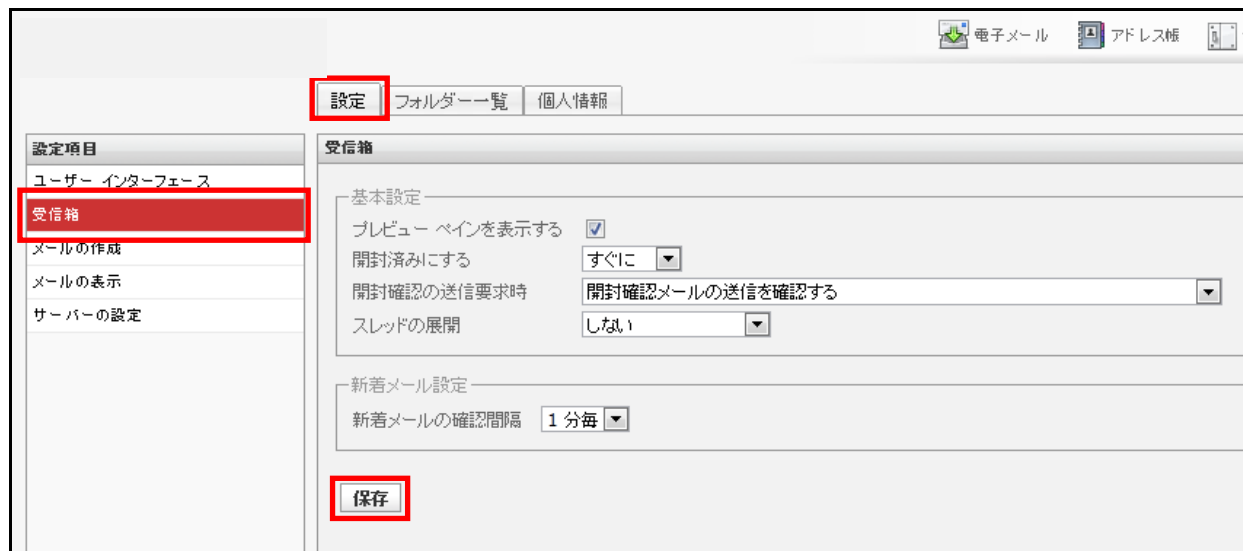 電子メール アドレス帳
設定 フォルダー一覧 個人情報
設定項目
ユーザー インターフェース
受信箱
メールの作成
メールの表示
サーバーの設定
受信箱
基本設定
プレビュー ペインを表示する
開封済みにする すぐに
開封確認の送信要求時 開封確認メールの送信を確認する
スレッドの展開 しない
新着メール設定
新着メールの確認間隔 1 分毎
保存